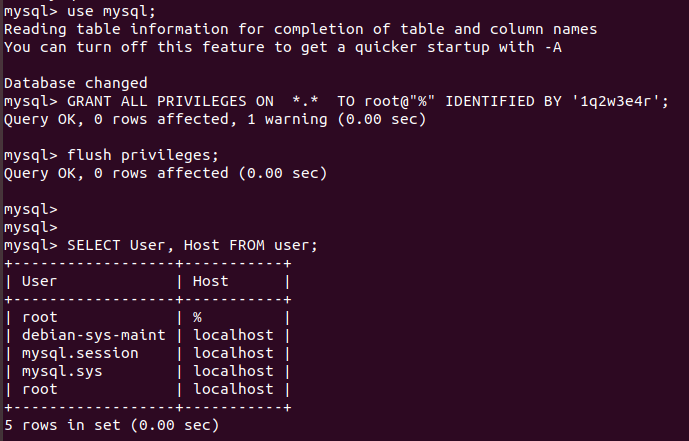 mysql> use mysql;
Reading table information for completion of table and column names
You can turn off this feature to get a quicker startup with -A

Database changed
mysql> GRANT ALL PRIVILEGES ON  *.*  TO root@"%" IDENTIFIED BY '1q2w3e4r';
Query OK, 0 rows affected, 1 warning (0.00 sec)

mysql> flush privileges;
Query OK, 0 rows affected (0.00 sec)

mysql>
mysql>
mysql> SELECT User, Host FROM user;
+------------------+-----------+
| User             | Host      |
+------------------+-----------+
| root             | %         |
| debian-sys-maint | localhost |
| mysql.session    | localhost |
| mysql.sys        | localhost |
| root             | localhost |
+------------------+-----------+
5 rows in set (0.00 sec)